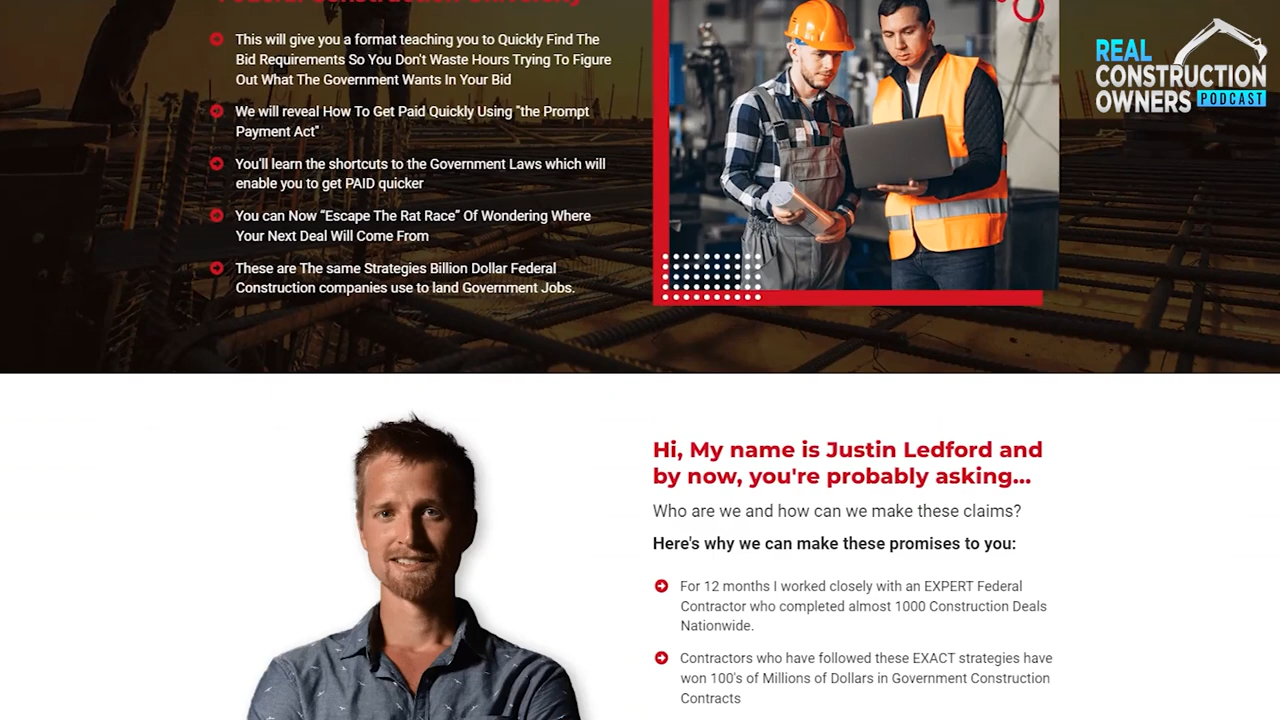 Federal Construction University
This will give you a format teaching you to Quickly Find The
Bid Requirements So You Don't Waste Hours Trying To Figure
Out What The Government Wants In Your Bid
We will reveal How To Get Paid Quickly Using "the Prompt
Payment Act"
You'll learn the shortcuts to the Government Laws which will
enable you to get PAID quicker
You can Now “Escape The Rat Race” Of Wondering Where
Your Next Deal Will Come From
These are The same Strategies Billion Dollar Federal
Construction companies use to land Government Jobs.
REAL
CONSTRUCTION
OWNERS PODCAST
Hi, My name is Justin Ledford and
by now, you're probably asking...
Who are we and how can we make these claims?
Here's why we can make these promises to you:
For 12 months I worked closely with an EXPERT Federal
Contractor who completed almost 1000 Construction Deals
Nationwide.
Contractors who have followed these EXACT strategies have
won 100's of Millions of Dollars in Government Construction
Contracts